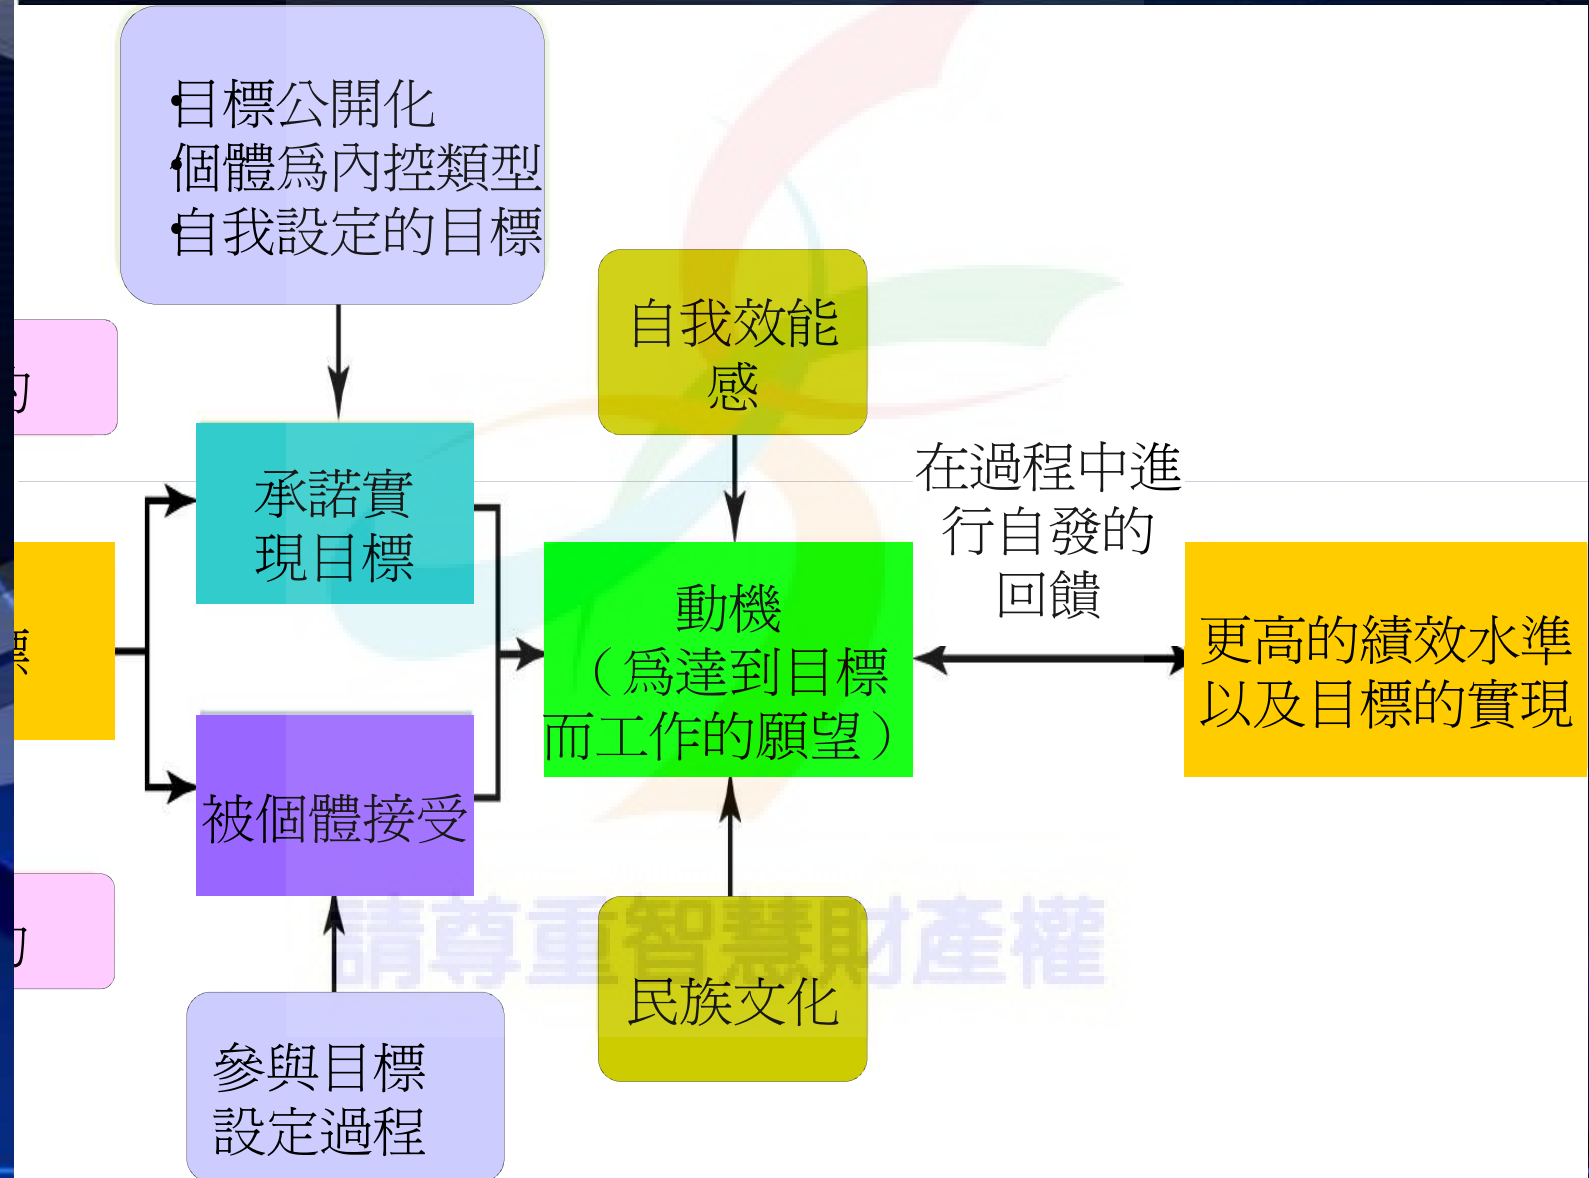 目標公開化
個體爲內控類型
自我設定的目標
自我效能
感
的
承諾實
現目標
在過程中進
行自發的
回饋
動機
（爲達到目標
而工作的願望）
更高的績效水準
以及目標的實現
標
被個體接受
請尊重智慧財產權
民族文化
參與目標
設定過程